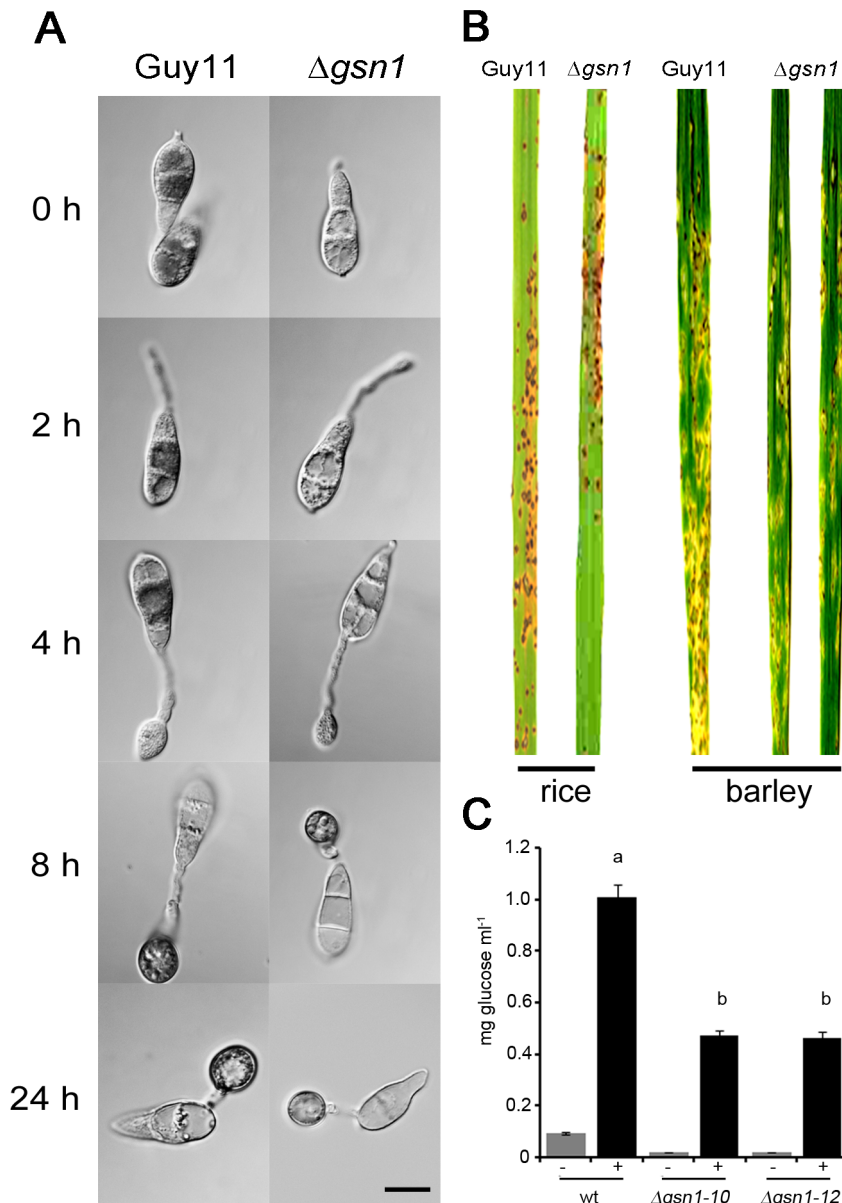 A
Guy11 Δgsn1
0 h
2 h
4 h
8 h
24 h
B
Guy11 Δgsn1 Guy11 Δgsn1
rice barley
C
mg glucose ml-1
1.2
1.0
0.8
0.6
0.4
0.2
0
a
b
b
- + - + - +
wt Δgsn1-10 Δgsn1-12